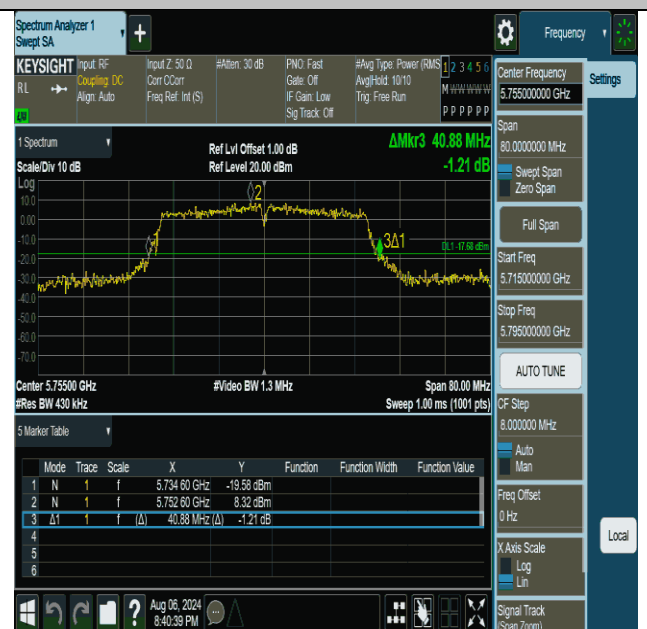 Spectrum Analyzer 1
Swept SA
Frequency
KEYSIGHT
RL
Input: RF
Coupling: DC
Align: Auto
Input Z: 50 Ω
Corr CCorr
Freq Ref: Int (S)
#Atten: 30 dB
PNO: Fast
Gate: Off
IF Gain: Low
Sig Track: Off
#Avg Type: Power (RMS
Avg|Hold: 10/10
Trig: Free Run
1 2 3 4 5 6
M W W W W W
P P P P P P
Center Frequency
5.755000000 GHz
Settings
Span
80.0000000 MHz
Swept Span
Zero Span
Full Span
Start Freq
5.715000000 GHz
Stop Freq
5.795000000 GHz
AUTO TUNE
CF Step
8.000000 MHz
Auto
Man
Freq Offset
0 Hz
X Axis Scale
Log
Lin
Signal Track
(Span Zoom)
Local
1 Spectrum
Scale/Div 10 dB
Ref Lvl Offset 1.00 dB
Ref Level 20.00 dBm
ΔMkr3 40.88 MHz
-1.21 dB
Log
10.0
0.00
-10.0
-20.0
-30.0
-40.0
-50.0
-60.0
-70.0
1
2
3Δ1
DL1 -17.68 dBm
Center 5.75500 GHz
#Video BW 1.3 MHz
Span 80.00 MHz
#Res BW 430 kHz
Sweep 1.00 ms (1001 pts)
5 Marker Table
Mode Trace Scale X Y Function Function Width Function Value
1 N 1 f 5.734 60 GHz -19.58 dBm
2 N 1 f 5.752 60 GHz 8.32 dBm
3 Δ1 1 f (Δ) 40.88 MHz (Δ) -1.21 dB
4
5
6
?
Aug 06, 2024
8:40:39 PM